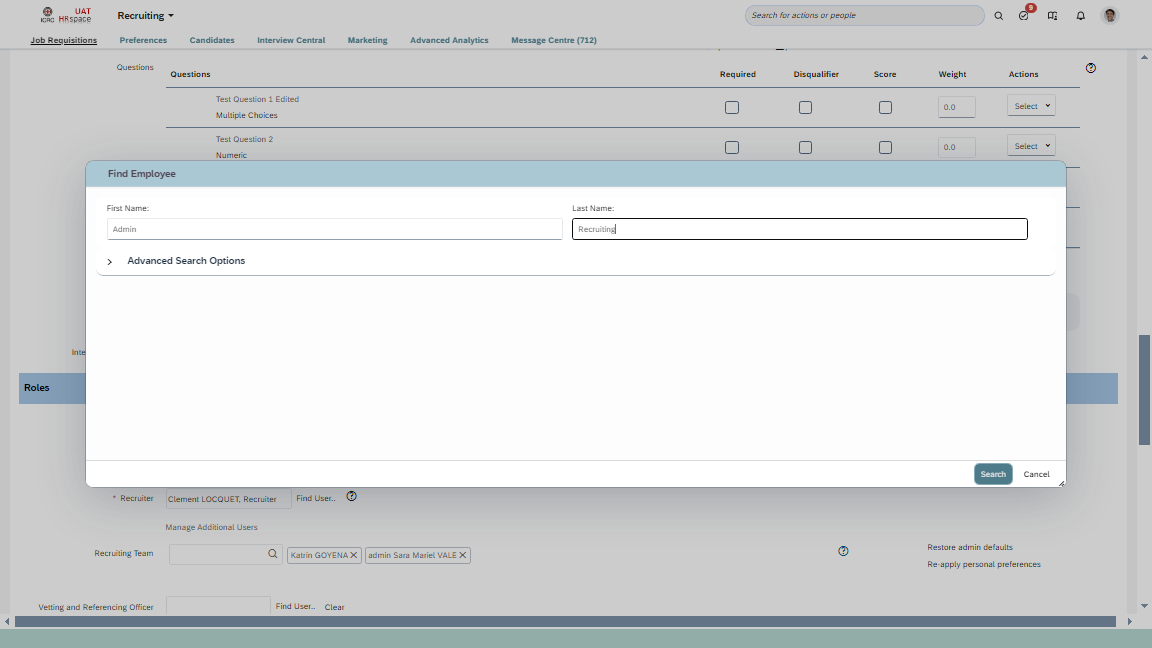 ICRC
UAT
HRspace
Recruiting
Search for actions or people
9
Job Requisitions
Preferences
Candidates
Interview Central
Marketing
Advanced Analytics
Message Centre (712)
Questions
Questions
Required
Disqualifier
Score
Weight
Actions
Test Question 1 Edited
Multiple Choices
0.0
Select
Test Question 2
Numeric
0.0
Select
Find Employee
First Name:
Last Name:
Admin
Recruiting
Advanced Search Options
Inte
Roles
Search
Cancel
* Recruiter
Clement LOCQUET, Recruiter
Find User..
Manage Additional Users
Recruiting Team
Katrin GOYENA
admin Sara Mariel VALE
Restore admin defaults
Re-apply personal preferences
Vetting and Referencing Officer
Find User..
Clear